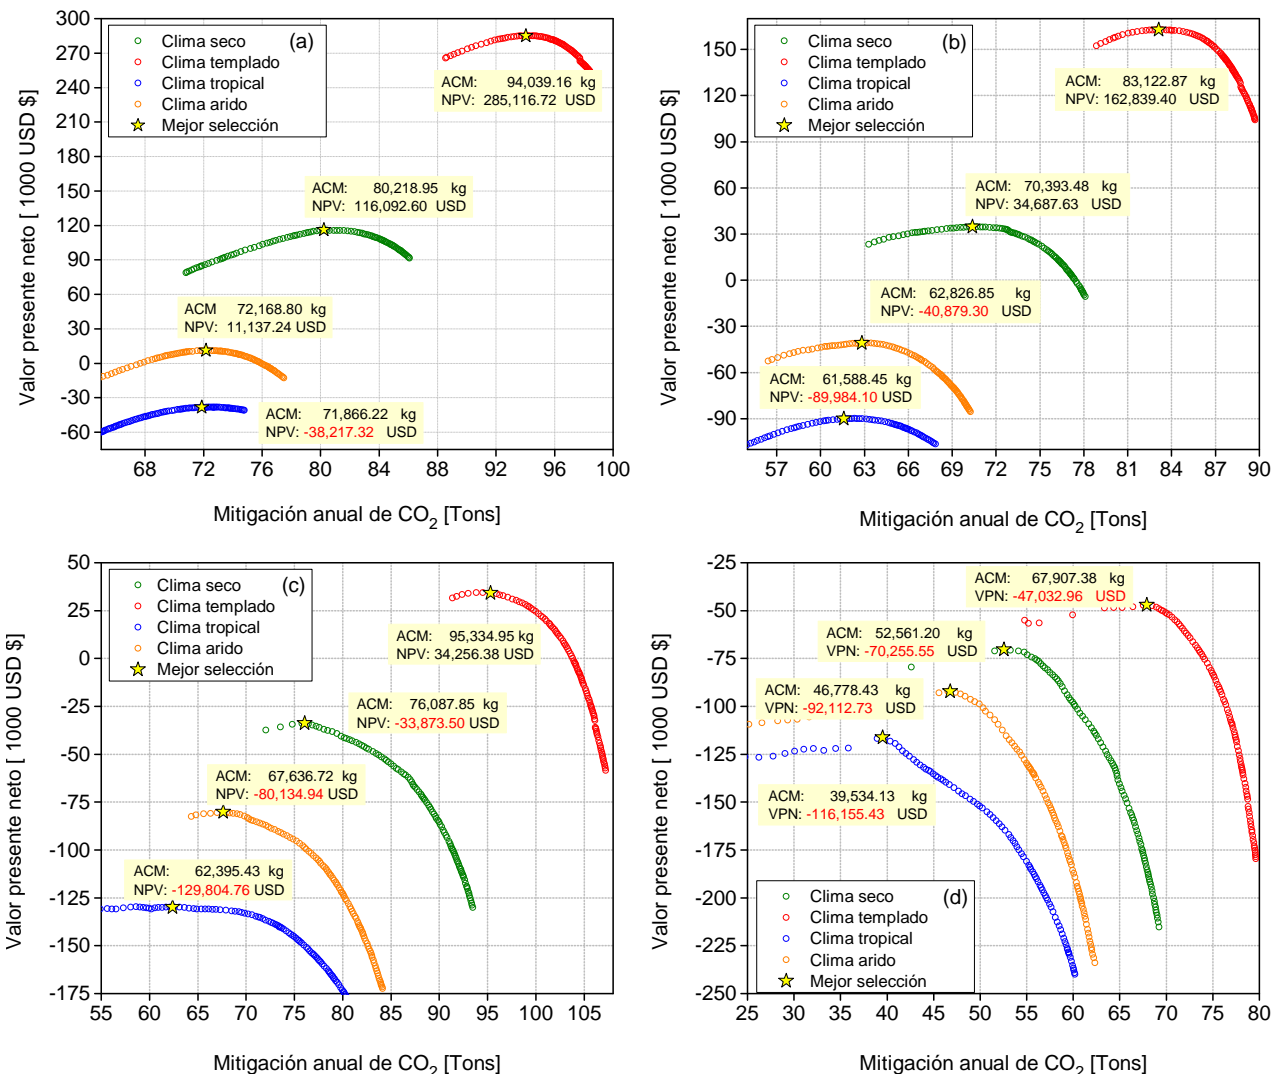 300
270
240
210
180
150
120
90
60
30
0
-30
-60
Valor presente neto [ 1000 USD $]
Clima seco
Clima templado
Clima tropical
Clima arido
Mejor selección
(a)
ACM: 94,039.16 kg
NPV: 285,116.72 USD
ACM: 80,218.95 kg
NPV: 116,092.60 USD
ACM 72,168.80 kg
NPV: 11,137.24 USD
ACM: 71,866.22 kg
NPV: -38,217.32 USD
68 72 76 80 84 88 92 96 100
Mitigación anual de CO2 [Tons]
150
120
90
60
30
0
-30
-60
-90
Valor presente neto [ 1000 USD $]
Clima seco
Clima templado
Clima tropical
Clima arido
Mejor selección
(b)
ACM: 83,122.87 kg
NPV: 162,839.40 USD
ACM: 70,393.48 kg
NPV: 34,687.63 USD
ACM: 62,826.85 kg
NPV: -40,879.30 USD
ACM: 61,588.45 kg
NPV: -89,984.10 USD
57 60 63 66 69 72 75 78 81 84 87 90
Mitigación anual de CO2 [Tons]
50
25
0
-25
-50
-75
-100
-125
-150
-175
Valor presente neto [ 1000 USD $]
Clima seco
Clima templado
Clima tropical
Clima arido
Mejor selección
(c)
ACM: 95,334.95 kg
NPV: 34,256.38 USD
ACM: 76,087.85 kg
NPV: -33,873.50 USD
ACM: 67,636.72 kg
NPV: -80,134.94 USD
ACM: 62,395.43 kg
NPV: -129,804.76 USD
55 60 65 70 75 80 85 90 95 100 105
Mitigación anual de CO2 [Tons]
-25
-50
-75
-100
-125
-150
-175
-200
-225
-250
Valor presente neto [ 1000 USD $]
ACM: 67,907.38 kg
VPN: -47,032.96 USD
ACM: 52,561.20 kg
VPN: -70,255.55 USD
ACM: 46,778.43 kg
VPN: -92,112.73 USD
ACM: 39,534.13 kg
VPN: -116,155.43 USD
Clima seco
Clima templado
Clima tropical
Clima arido
Mejor selección
(d)
25 30 35 40 45 50 55 60 65 70 75 80
Mitigación anual de CO2 [Tons]